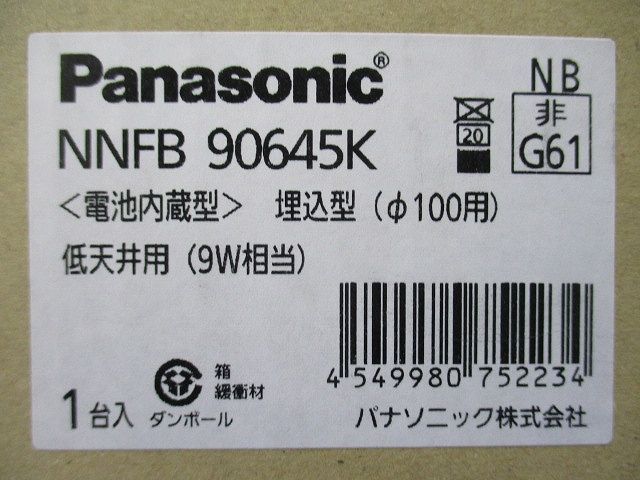 Panasonic®
NB
NNFB 90645K
20
非
G61
<電池内蔵型> 埋込型(φ100用)
低天井用(9W相当)
箱
緩衝材
ダンボール
1台入
4 549980 752234
パナソニック株式会社